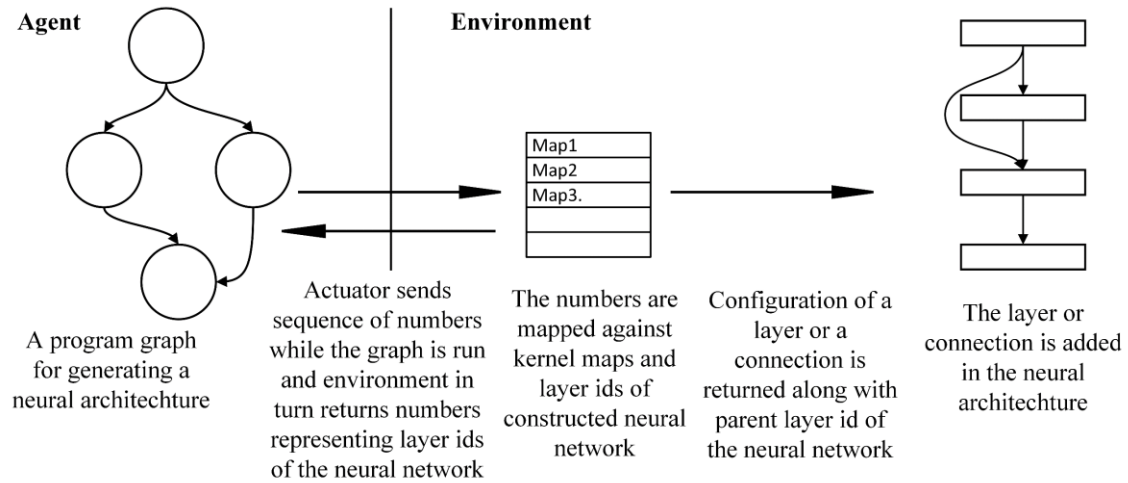 Agent
Environment
Map1
Map2
Map3.
A program graph
for generating a
neural architechture
Actuator sends
sequence of numbers
while the graph is run
and environment in
turn returns numbers
representing layer ids
of the neural network
The numbers are
mapped against
kernel maps and
layer ids of
constructed neural
network
Configuration of a
layer or a
connection is
returned along with
parent layer id of
the neural network
The layer or
connection is added
in the neural
architechture